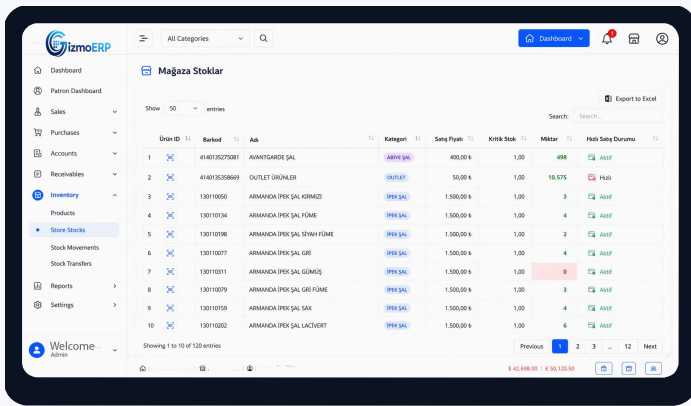 GizmoERP
All Categories
Dashboard
1
Dashboard
Patron Dashboard
Sales
Purchases
Accounts
Receivables
Inventory
Products
Store Stocks
Stock Movements
Stock Transfers
Reports
Settings
Welcome
Admin
Mağaza Stoklar
Export to Excel
Show 50 entries
Search: Search...
Ürün ID Barkod Adı Kategori Satış Fiyatı Kritik Stok Miktar Hızlı Satış Durumu
1 4140135275081 AVANTGARDE ŞAL ABİYE ŞAL 400,00 ₺ 1,00 498 Aktif
2 4140135358669 OUTLET ÜRÜNLER OUTLET 50,00 ₺ 1,00 10.575 Hızlı
3 130110050 ARMANDA İPEK ŞAL KIRMIZI İPEK ŞAL 1.500,00 ₺ 1,00 3 Aktif
4 130110134 ARMANDA İPEK ŞAL FÜME İPEK ŞAL 1.500,00 ₺ 1,00 4 Aktif
5 130110198 ARMANDA İPEK ŞAL SİYAH FÜME İPEK ŞAL 1.500,00 ₺ 1,00 2 Aktif
6 130110077 ARMANDA İPEK ŞAL GRİ İPEK ŞAL 1.500,00 ₺ 1,00 4 Aktif
7 130110311 ARMANDA İPEK ŞAL GÜMÜŞ İPEK ŞAL 1.500,00 ₺ 1,00 0 Aktif
8 130110079 ARMANDA İPEK ŞAL GRİ FÜME İPEK ŞAL 1.500,00 ₺ 1,00 3 Aktif
9 130110159 ARMANDA İPEK ŞAL SAX İPEK ŞAL 1.500,00 ₺ 1,00 4 Aktif
10 130110202 ARMANDA İPEK ŞAL LACİVERT İPEK ŞAL 1.500,00 ₺ 1,00 6 Aktif
Showing 1 to 10 of 120 entries
Previous 1 2 3 ... 12 Next
$ 42,698.00 | € 50,120.50